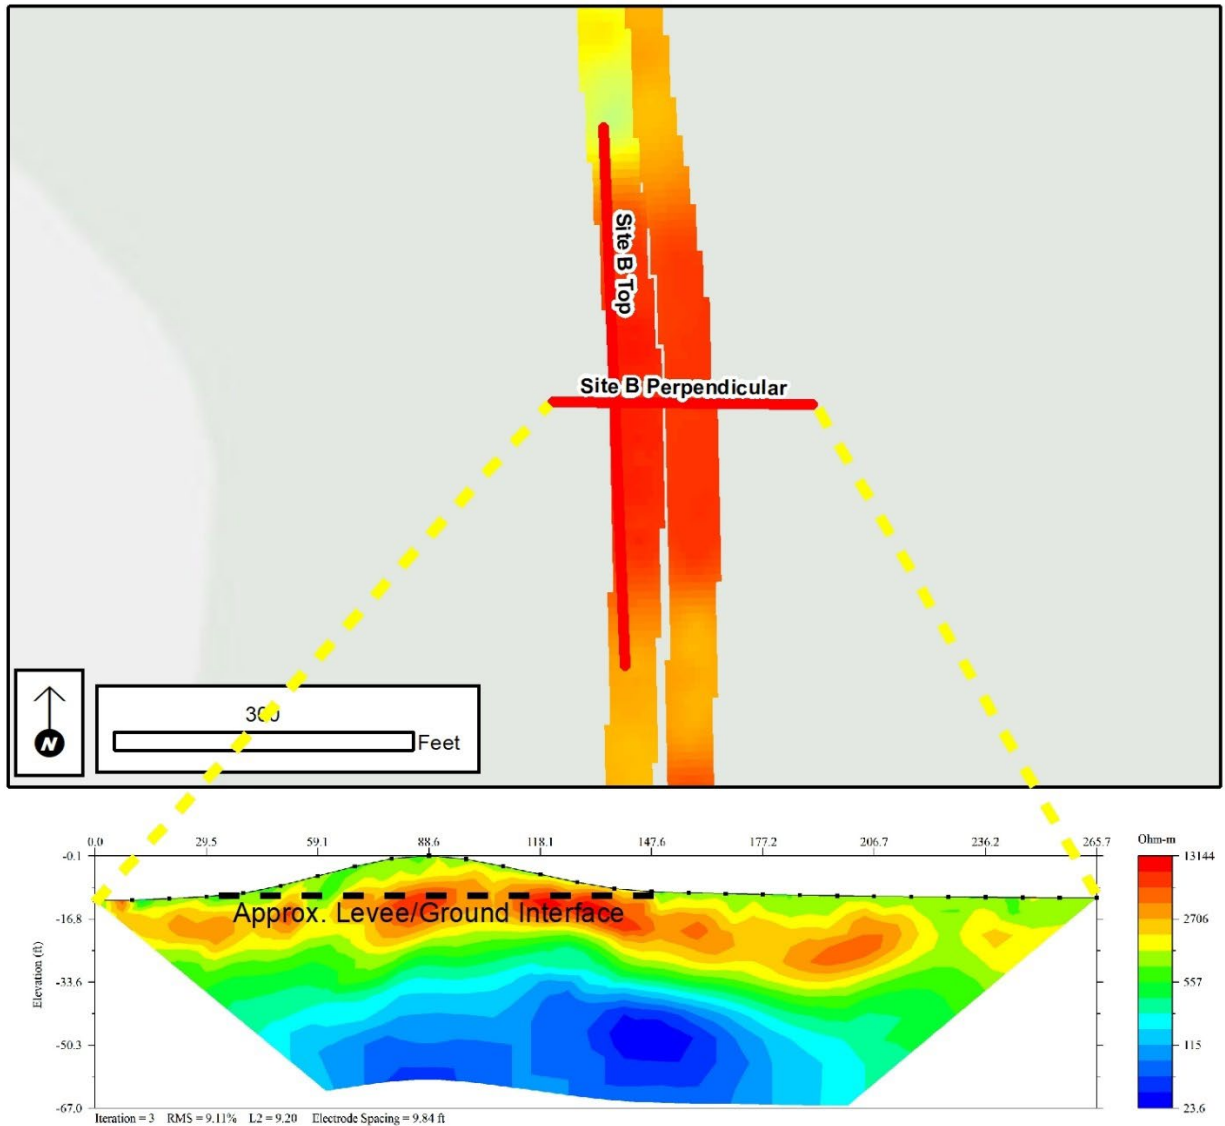 Site B Top
Site B Perpendicular
300
Feet
N
0.0 29.5 59.1 88.6 118.1 147.6 177.2 206.7 236.2 265.7
Ohm-m
-0.1
-16.8
-33.6
-50.3
-67.0
Elevation (ft)
Approx. Levee/Ground Interface
13144
2706
557
115
23.6
Iteration = 3 RMS = 9.11% L2 = 9.20 Electrode Spacing = 9.84 ft